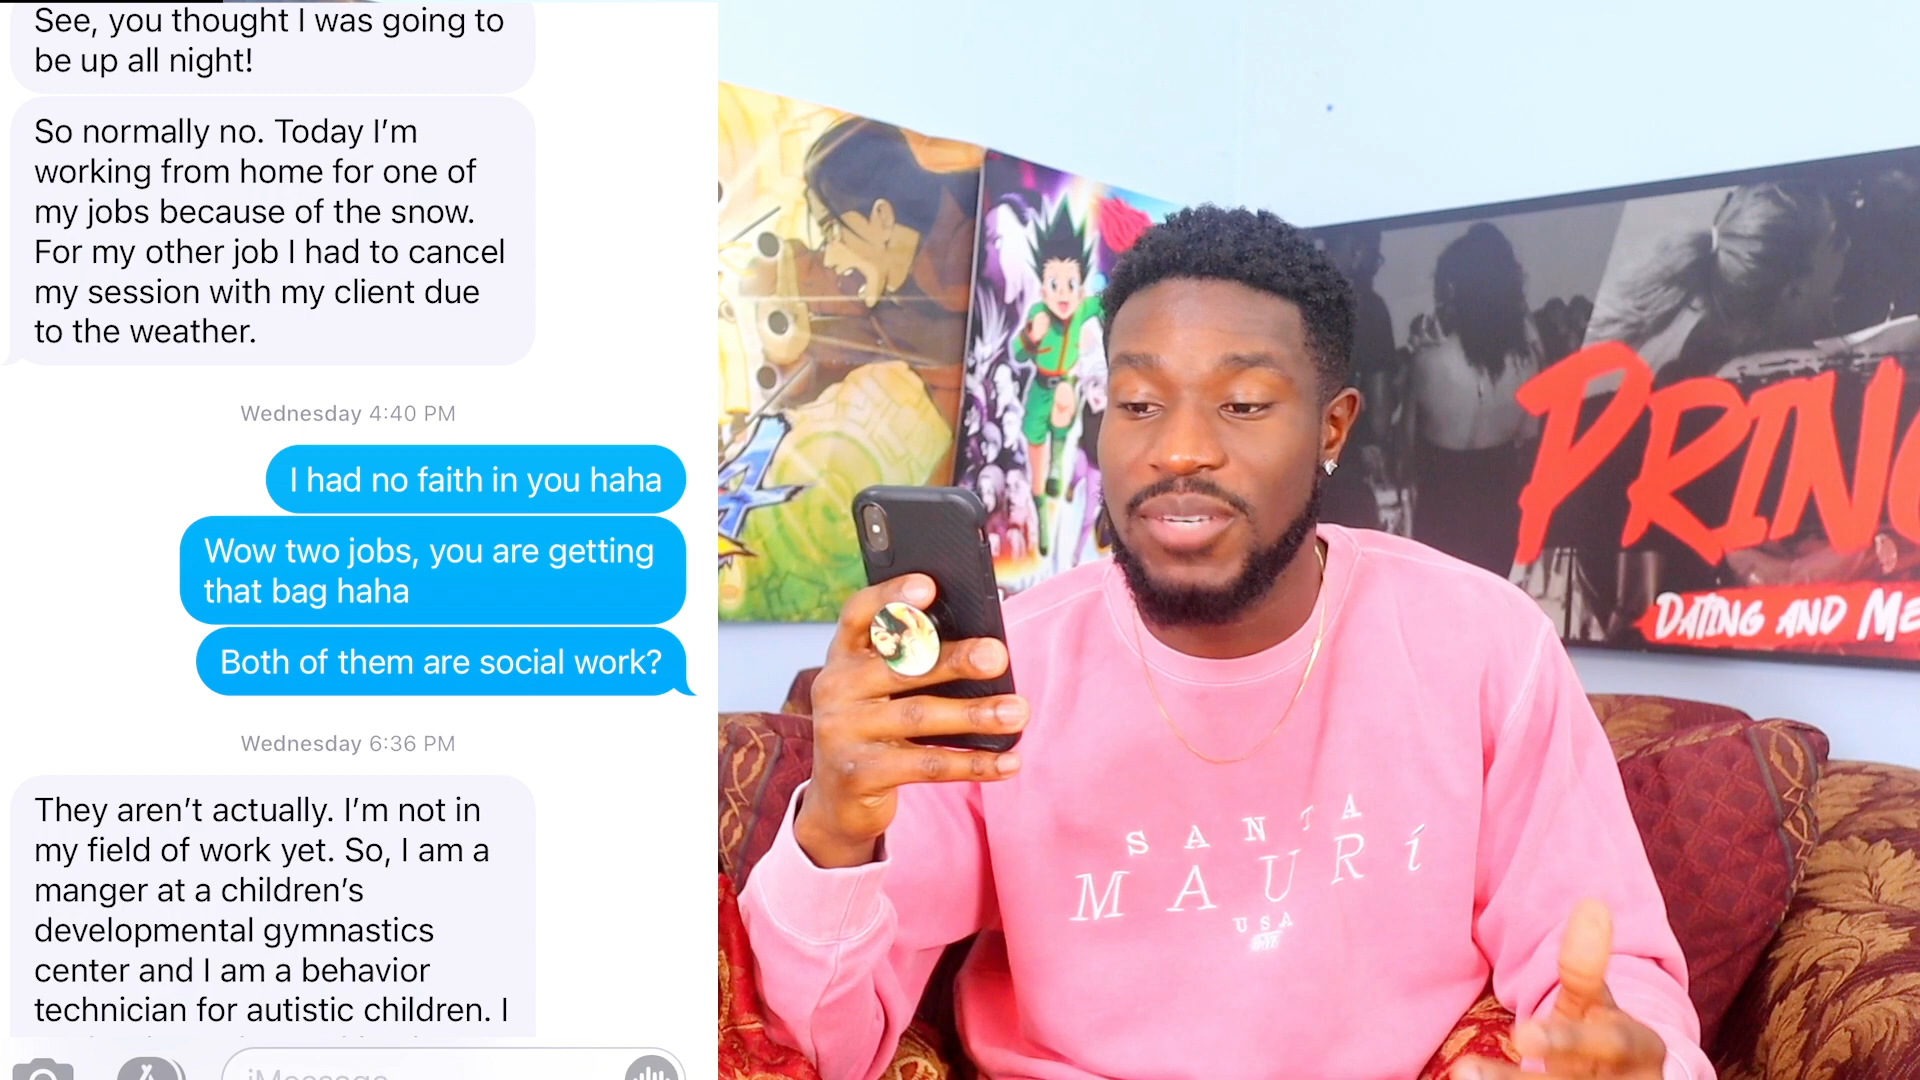 See, you thought I was going to
be up all night!
So normally no. Today I’m
working from home for one of
my jobs because of the snow.
For my other job I had to cancel
my session with my client due
to the weather.
Wednesday 4:40 PM
I had no faith in you haha
Wow two jobs, you are getting
that bag haha
Both of them are social work?
Wednesday 6:36 PM
They aren’t actually. I’m not in
my field of work yet. So, I am a
manger at a children’s
developmental gymnastics
center and I am a behavior
technician for autistic children. I
iMessage
PRIN
DATING AND ME
SANTA
MAURí
USA